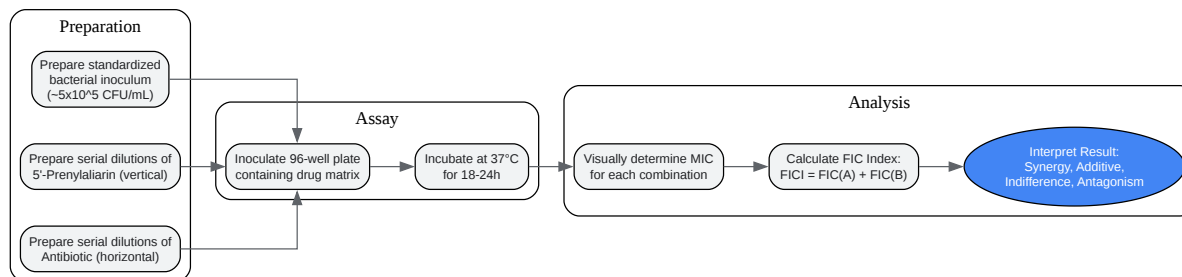 Preparation
Prepare standardized
bacterial inoculum
(~5x10^5 CFU/mL)
Prepare serial dilutions of
5'-Prenylaliarin (vertical)
Prepare serial dilutions of
Antibiotic (horizontal)
Assay
Inoculate 96-well plate
containing drug matrix
Incubate at 37°C
for 18-24h
Analysis
Visually determine MIC
for each combination
Calculate FIC Index:
FICI = FIC(A) + FIC(B)
Interpret Result:
Synergy, Additive,
Indifference, Antagonism